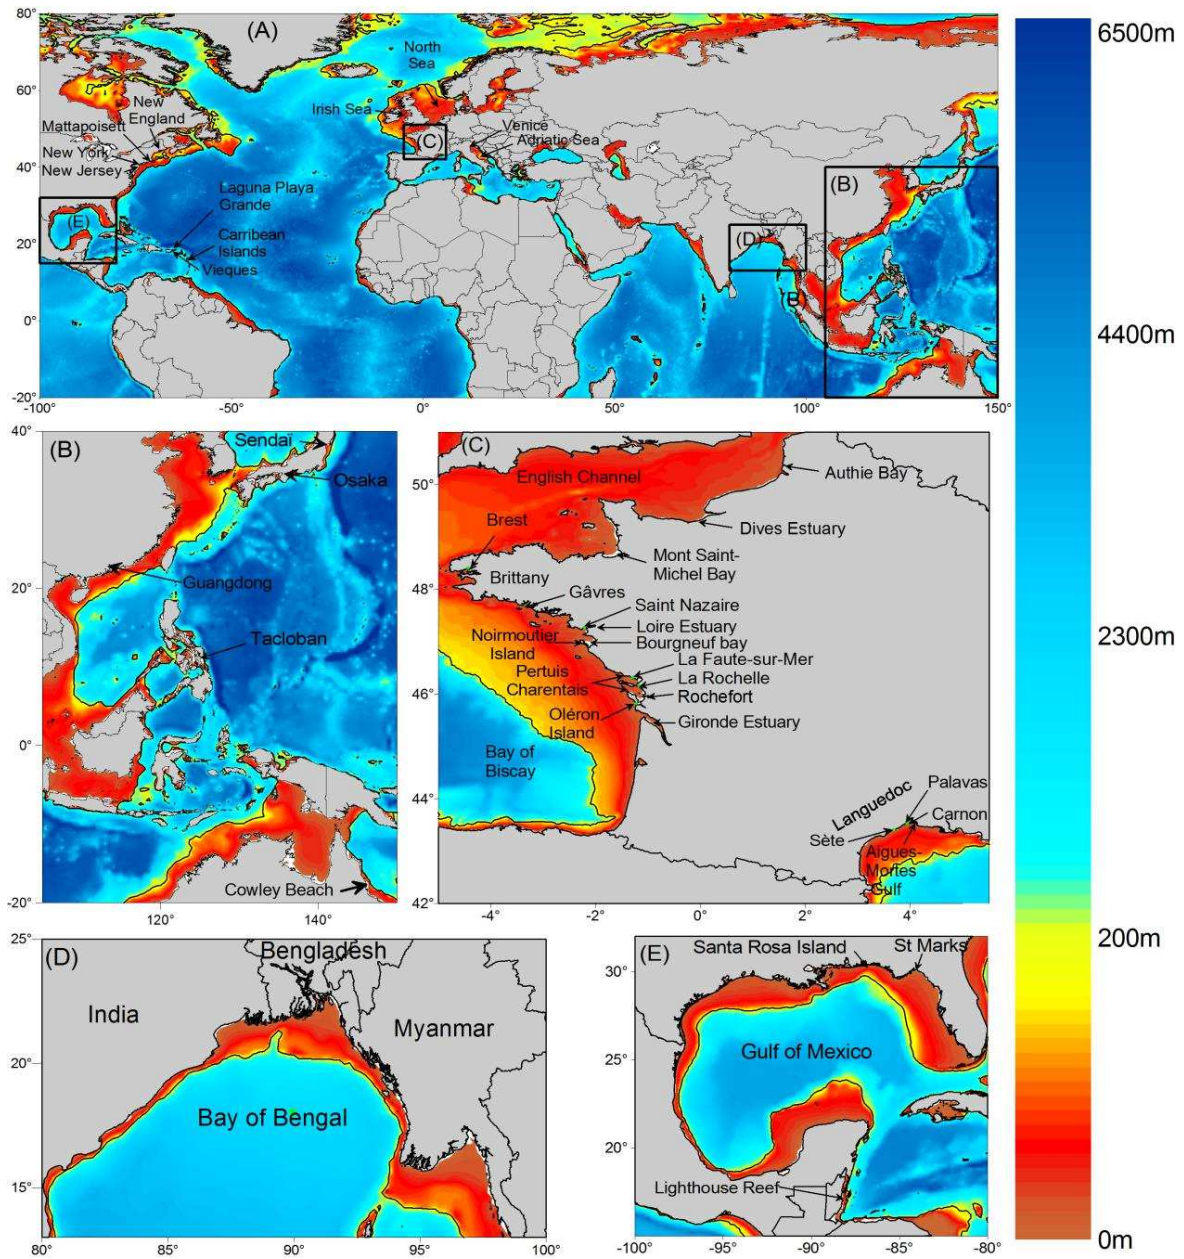 80°
(A)
North
Sea
6500m
60°
New
England
Irish Sea
Mattapoisett
Venice
Adriatic Sea
(C)
New York
New Jersey
40°
Laguna Playa
Grande
(B)
(E)
(D)
20°
Carribean
Islands
Vieques
(B)
0°
4400m
-20°
-100°
-50°
0°
50°
100°
150°
40°
(B)
Sendaï
Osaka
20°
Guangdong
Tacloban
0°
Cowley Beach
-20°
120°
140°
(C)
50°
English Channel
Authie Bay
Brest
Dives Estuary
Mont Saint-
Michel Bay
Brittany
48°
Gâvres
Saint Nazaire
Loire Estuary
Noirmoutier
Island
Bourgneuf bay
La Faute-sur-Mer
Pertuis
Charentais
La Rochelle
46°
Rochefort
Oléron
Island
Gironde Estuary
Bay of
Biscay
44°
Languedoc
Palavas
Carnon
Sète
Aigues-
Mortes
Gulf
42°
-4°
-2°
0°
2°
4°
2300m
25°
(D)
Bengladesh
India
Myanmar
20°
Bay of Bengal
15°
80°
85°
90°
95°
100°
(E)
Santa Rosa Island
St Marks
30°
Gulf of Mexico
25°
20°
Lighthouse Reef
-100°
-95°
-90°
-85°
-80°
200m
0m